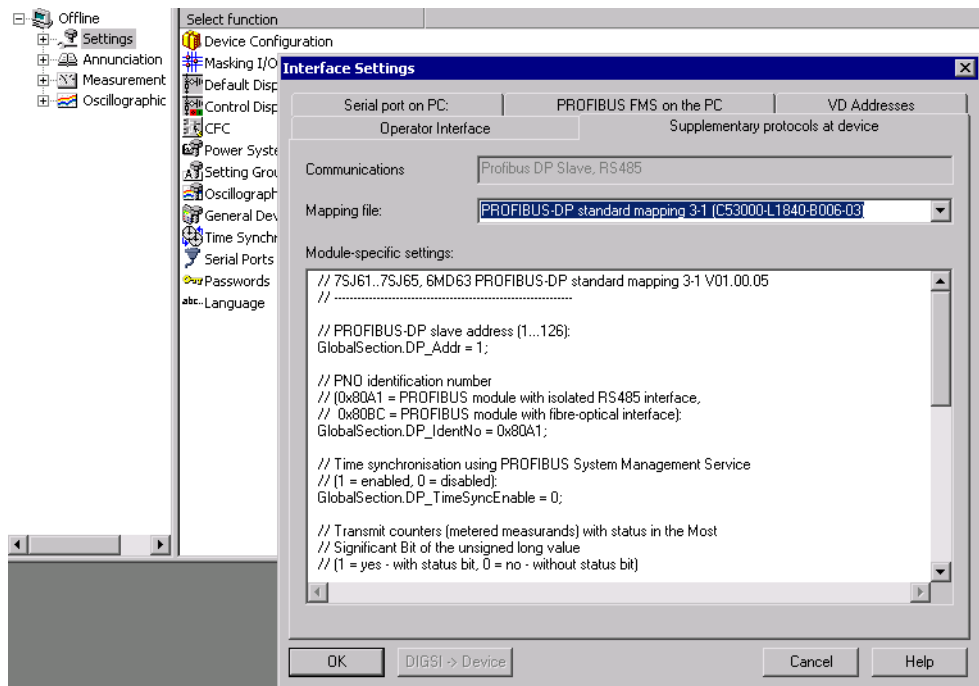 Offline
Settings
Annunciation
Measurement
Oscillographic
Select function
Device Configuration
Masking I/O
Default Disp
Control Disp
CFC
Power Syste
Setting Grou
Oscillograph
General Dev
Time Synchr
Serial Ports
Passwords
abc..Language
Interface Settings
Serial port on PC:
PROFIBUS FMS on the PC
VD Addresses
Operator Interface
Supplementary protocols at device
Communications
Profibus DP Slave, RS485
Mapping file:
PROFIBUS-DP standard mapping 3-1 (C53000-L1840-B006-03)
Module-specific settings:
// 7SJ61..7SJ65, 6MD63 PROFIBUS-DP standard mapping 3-1 V01.00.05
// ------------------------------------------------------------
// PROFIBUS-DP slave address (1...126):
GlobalSection.DP_Addr = 1;
// PNO identification number
// (0x80A1 = PROFIBUS module with isolated RS485 interface,
// 0x80BC = PROFIBUS module with fibre-optical interface):
GlobalSection.DP_IdentNo = 0x80A1;
// Time synchronisation using PROFIBUS System Management Service
// (1 = enabled, 0 = disabled):
GlobalSection.DP_TimeSyncEnable = 0;
// Transmit counters (metered measurands) with status in the Most
// Significant Bit of the unsigned long value
// (1 = yes - with status bit, 0 = no - without status bit)
OK
DIGSI -> Device
Cancel
Help